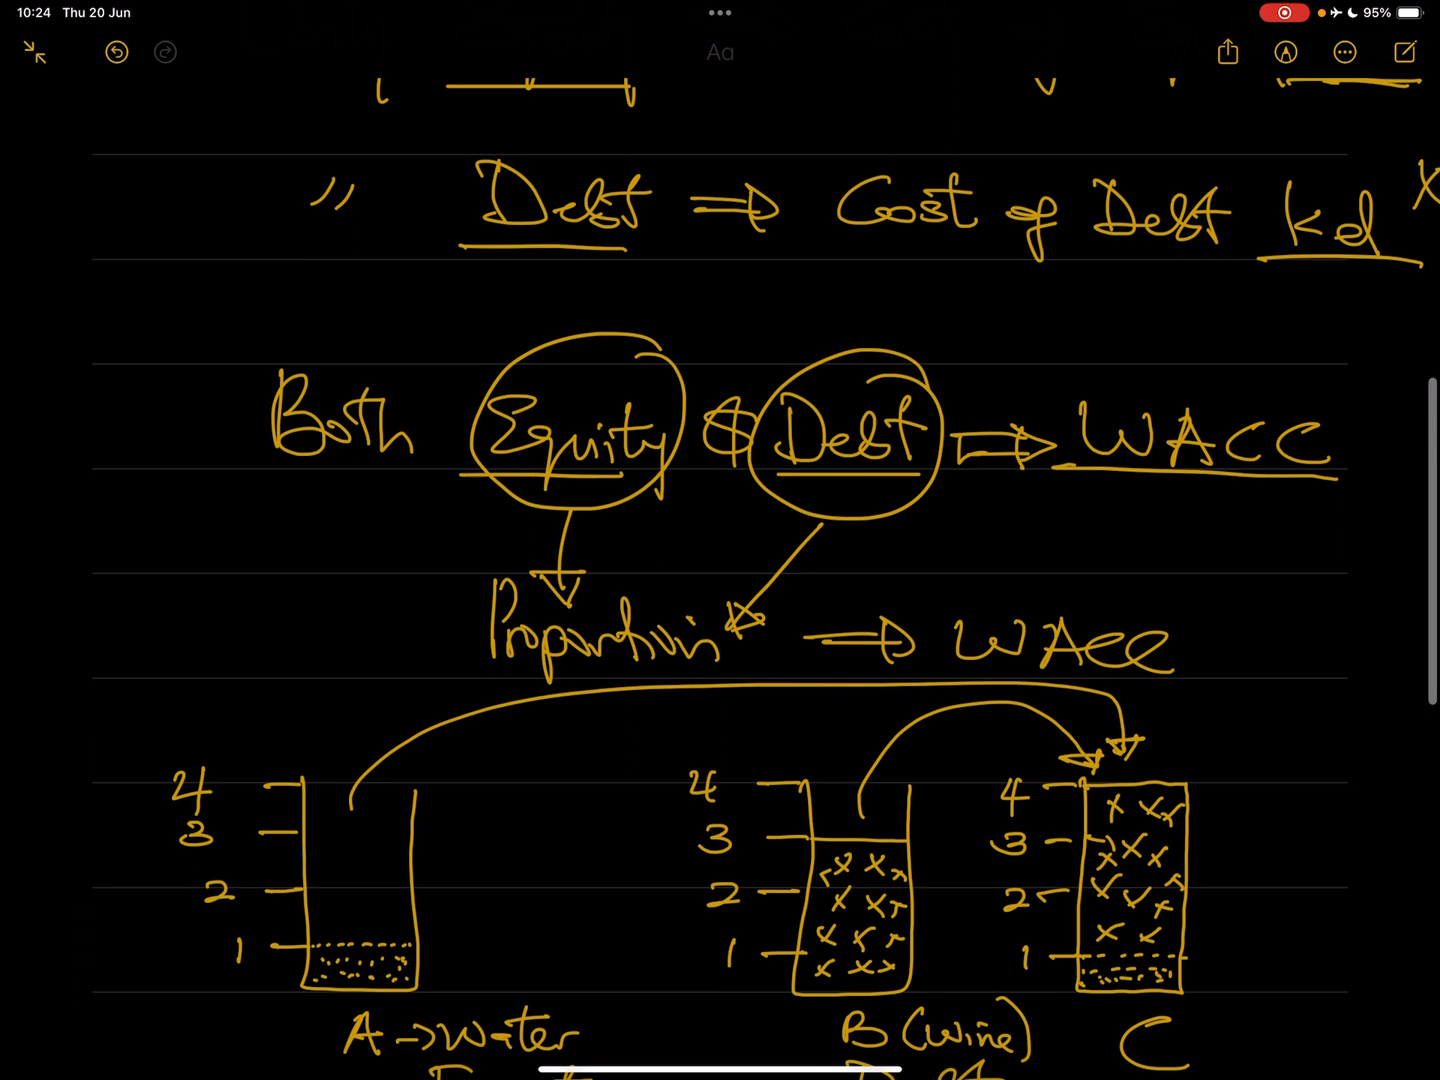 10:24 Thu 20 Jun
95%
Aa
" Debt ⇒ Cost of Debt kd
Both Equity & Debt ⇒ WACC
Proportion ⇒ WACC
4 4 4
3 3 3
2 2 2
1 1 1
A → Water B (Wine) C